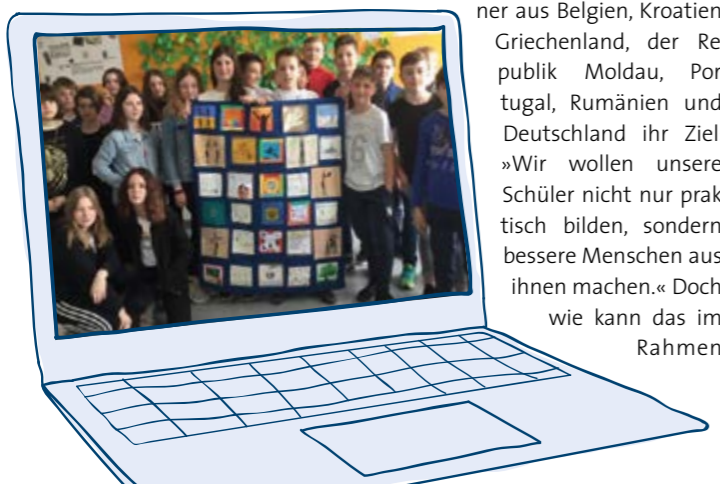 ner aus Belgien, Kroatien
Griechenland, der Re
publik Moldau, Por
tugal, Rumänien und
Deutschland ihr Ziel
»Wir wollen unsere
Schüler nicht nur prak
tisch bilden, sondern
bessere Menschen aus
ihnen machen.« Doch
wie kann das im
Rahmen